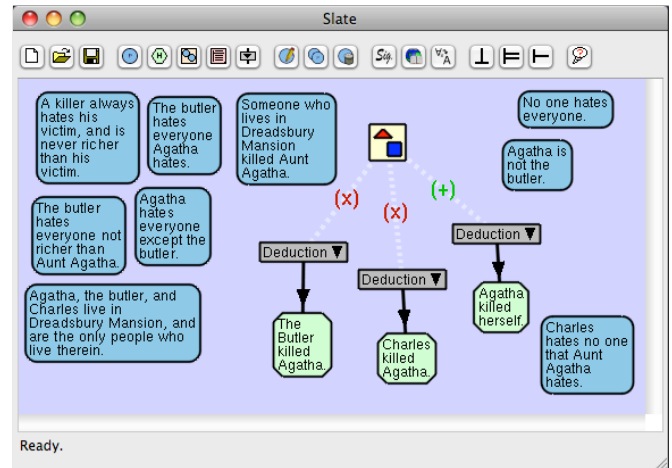 Slate
P
H
Sig.
A killer always
hates his
victim, and is
never richer
than his
victim.
The butler
hates
everyone
Agatha
hates.
Someone who
lives in
Dreadsbury
Mansion
killed Aunt
Agatha.
No one hates
everyone.
Agatha is
not the
butler.
The butler
hates
everyone not
richer than
Aunt Agatha.
Agatha
hates
everyone
except the
butler.
(x)
(x)
(+)
Deduction ▼
Deduction ▼
Deduction ▼
Agatha, the butler, and
Charles live in
Dreadsbury Mansion, and
are the only people who
live therein.
The
Butler
killed
Agatha.
Charles
killed
Agatha.
Agatha
killed
herself.
Charles
hates no one
that Aunt
Agatha
hates.
Ready.